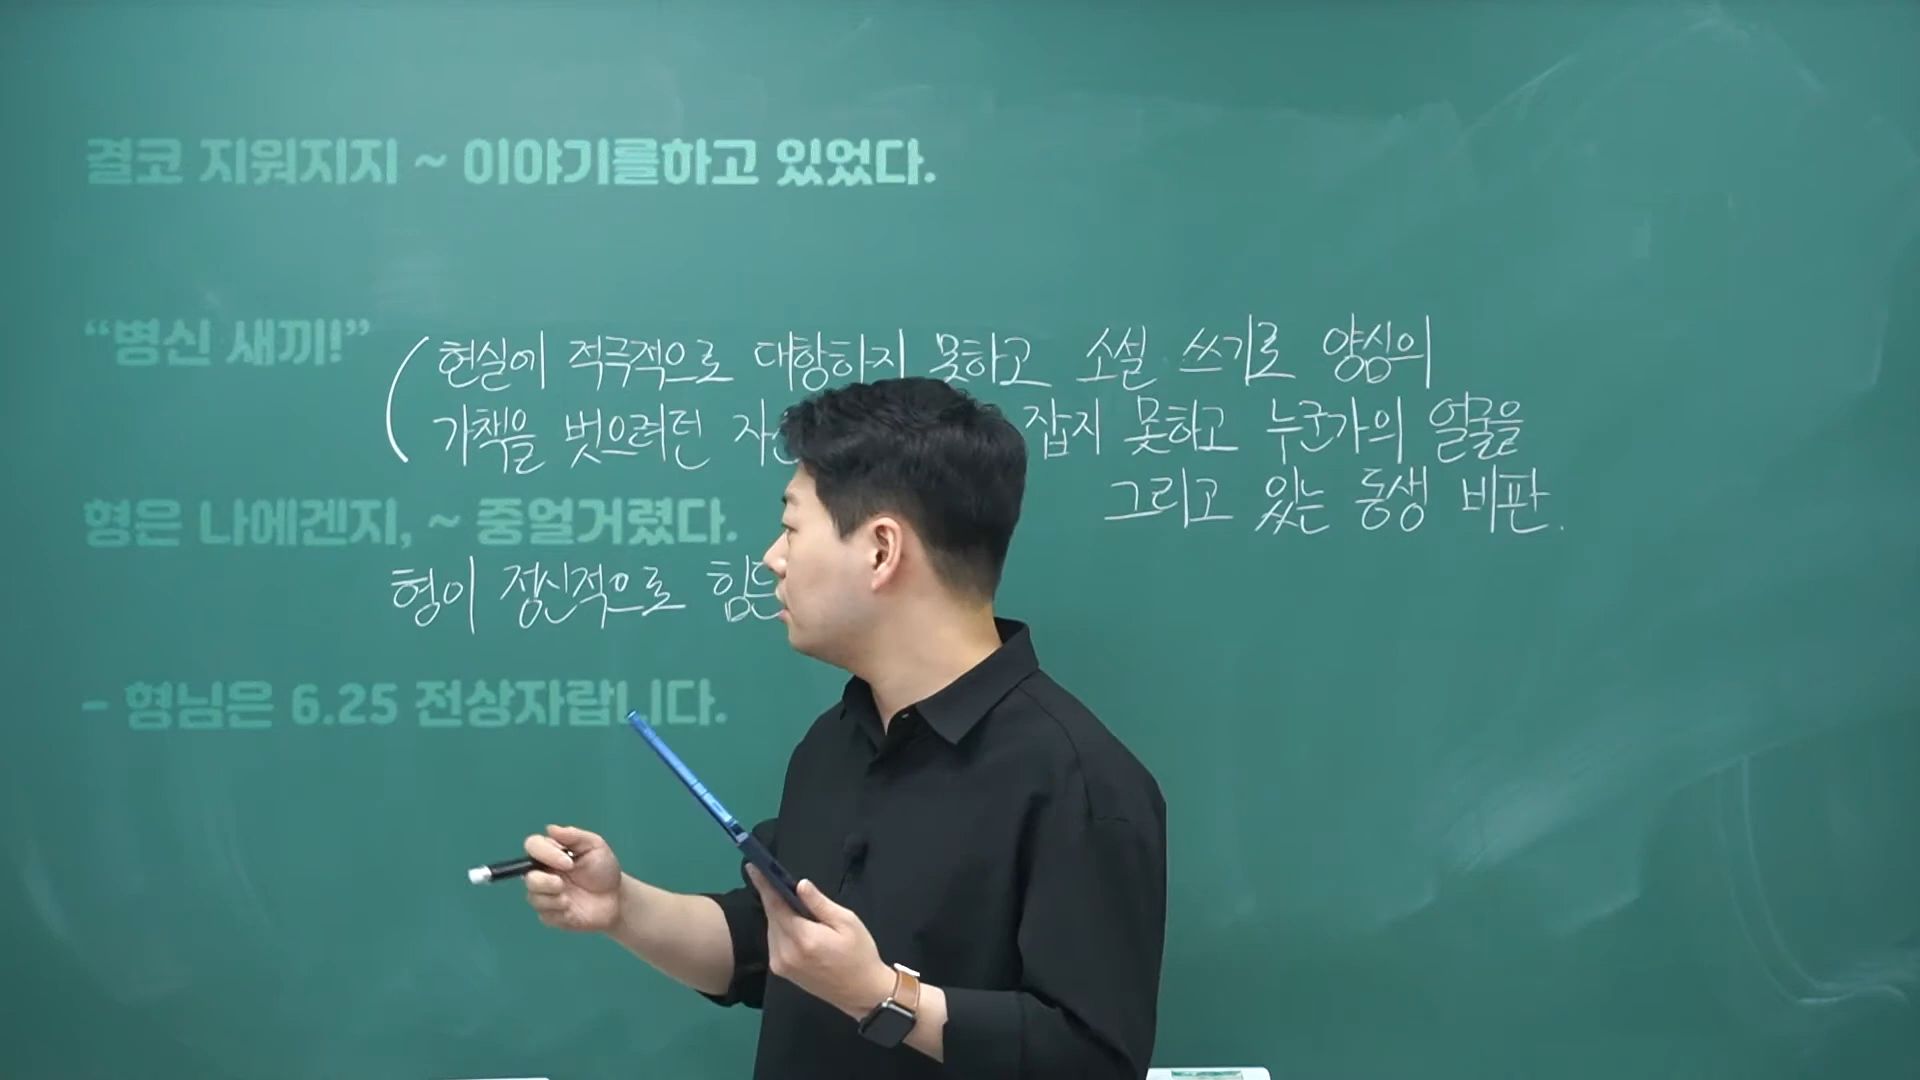 결코 지워지지 ~ 이야기를하고 있었다.
“병신 새끼!”
(현실에 적극적으로 대항하지 못하고 소설 쓰기로 양심의
가책을 벗으려던 잡지 못하고 누군가의 얼굴을
그리고 있는 동생 비판.
형은 나에겐지, ~ 중얼거렸다.
형이 정신적으로
- 형님은 6.25 전상자랍니다.